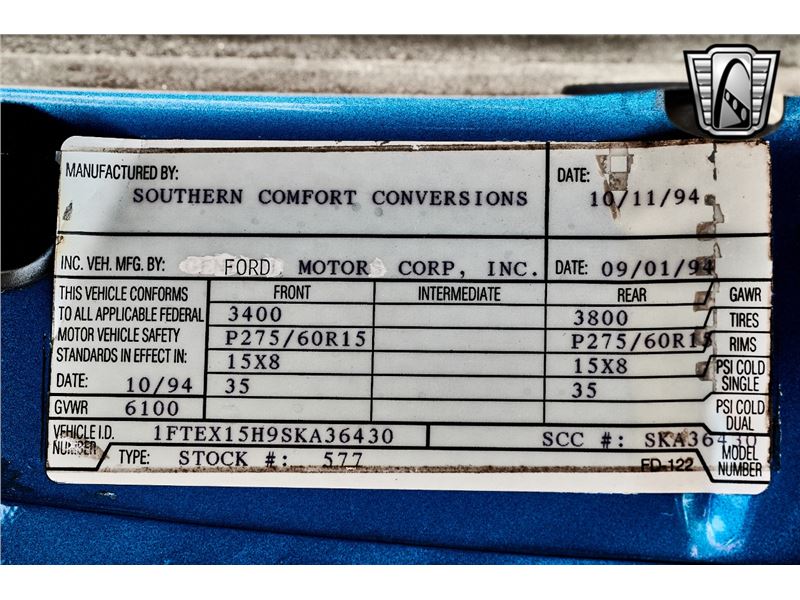 MANUFACTURED BY: DATE:
SOUTHERN COMFORT CONVERSIONS 10/11/94
INC. VEH. MFG. BY: FORD MOTOR CORP, INC. DATE: 09/01/94
THIS VEHICLE CONFORMS FRONT INTERMEDIATE REAR GAWR
TO ALL APPLICABLE FEDERAL 3400 3800 TIRES
MOTOR VEHICLE SAFETY P275/60R15 P275/60R15 RIMS
STANDARDS IN EFFECT IN: 15X8 15X8 PSI COLD
SINGLE
DATE: 10/94 35 35
GVWR 6100 PSI COLD
DUAL
VEHICLE I.D. 1FTEX15H9SKA36430 SCC #: SKA36430
NUMBER TYPE: STOCK #: 577 FD-122 MODEL
NUMBER